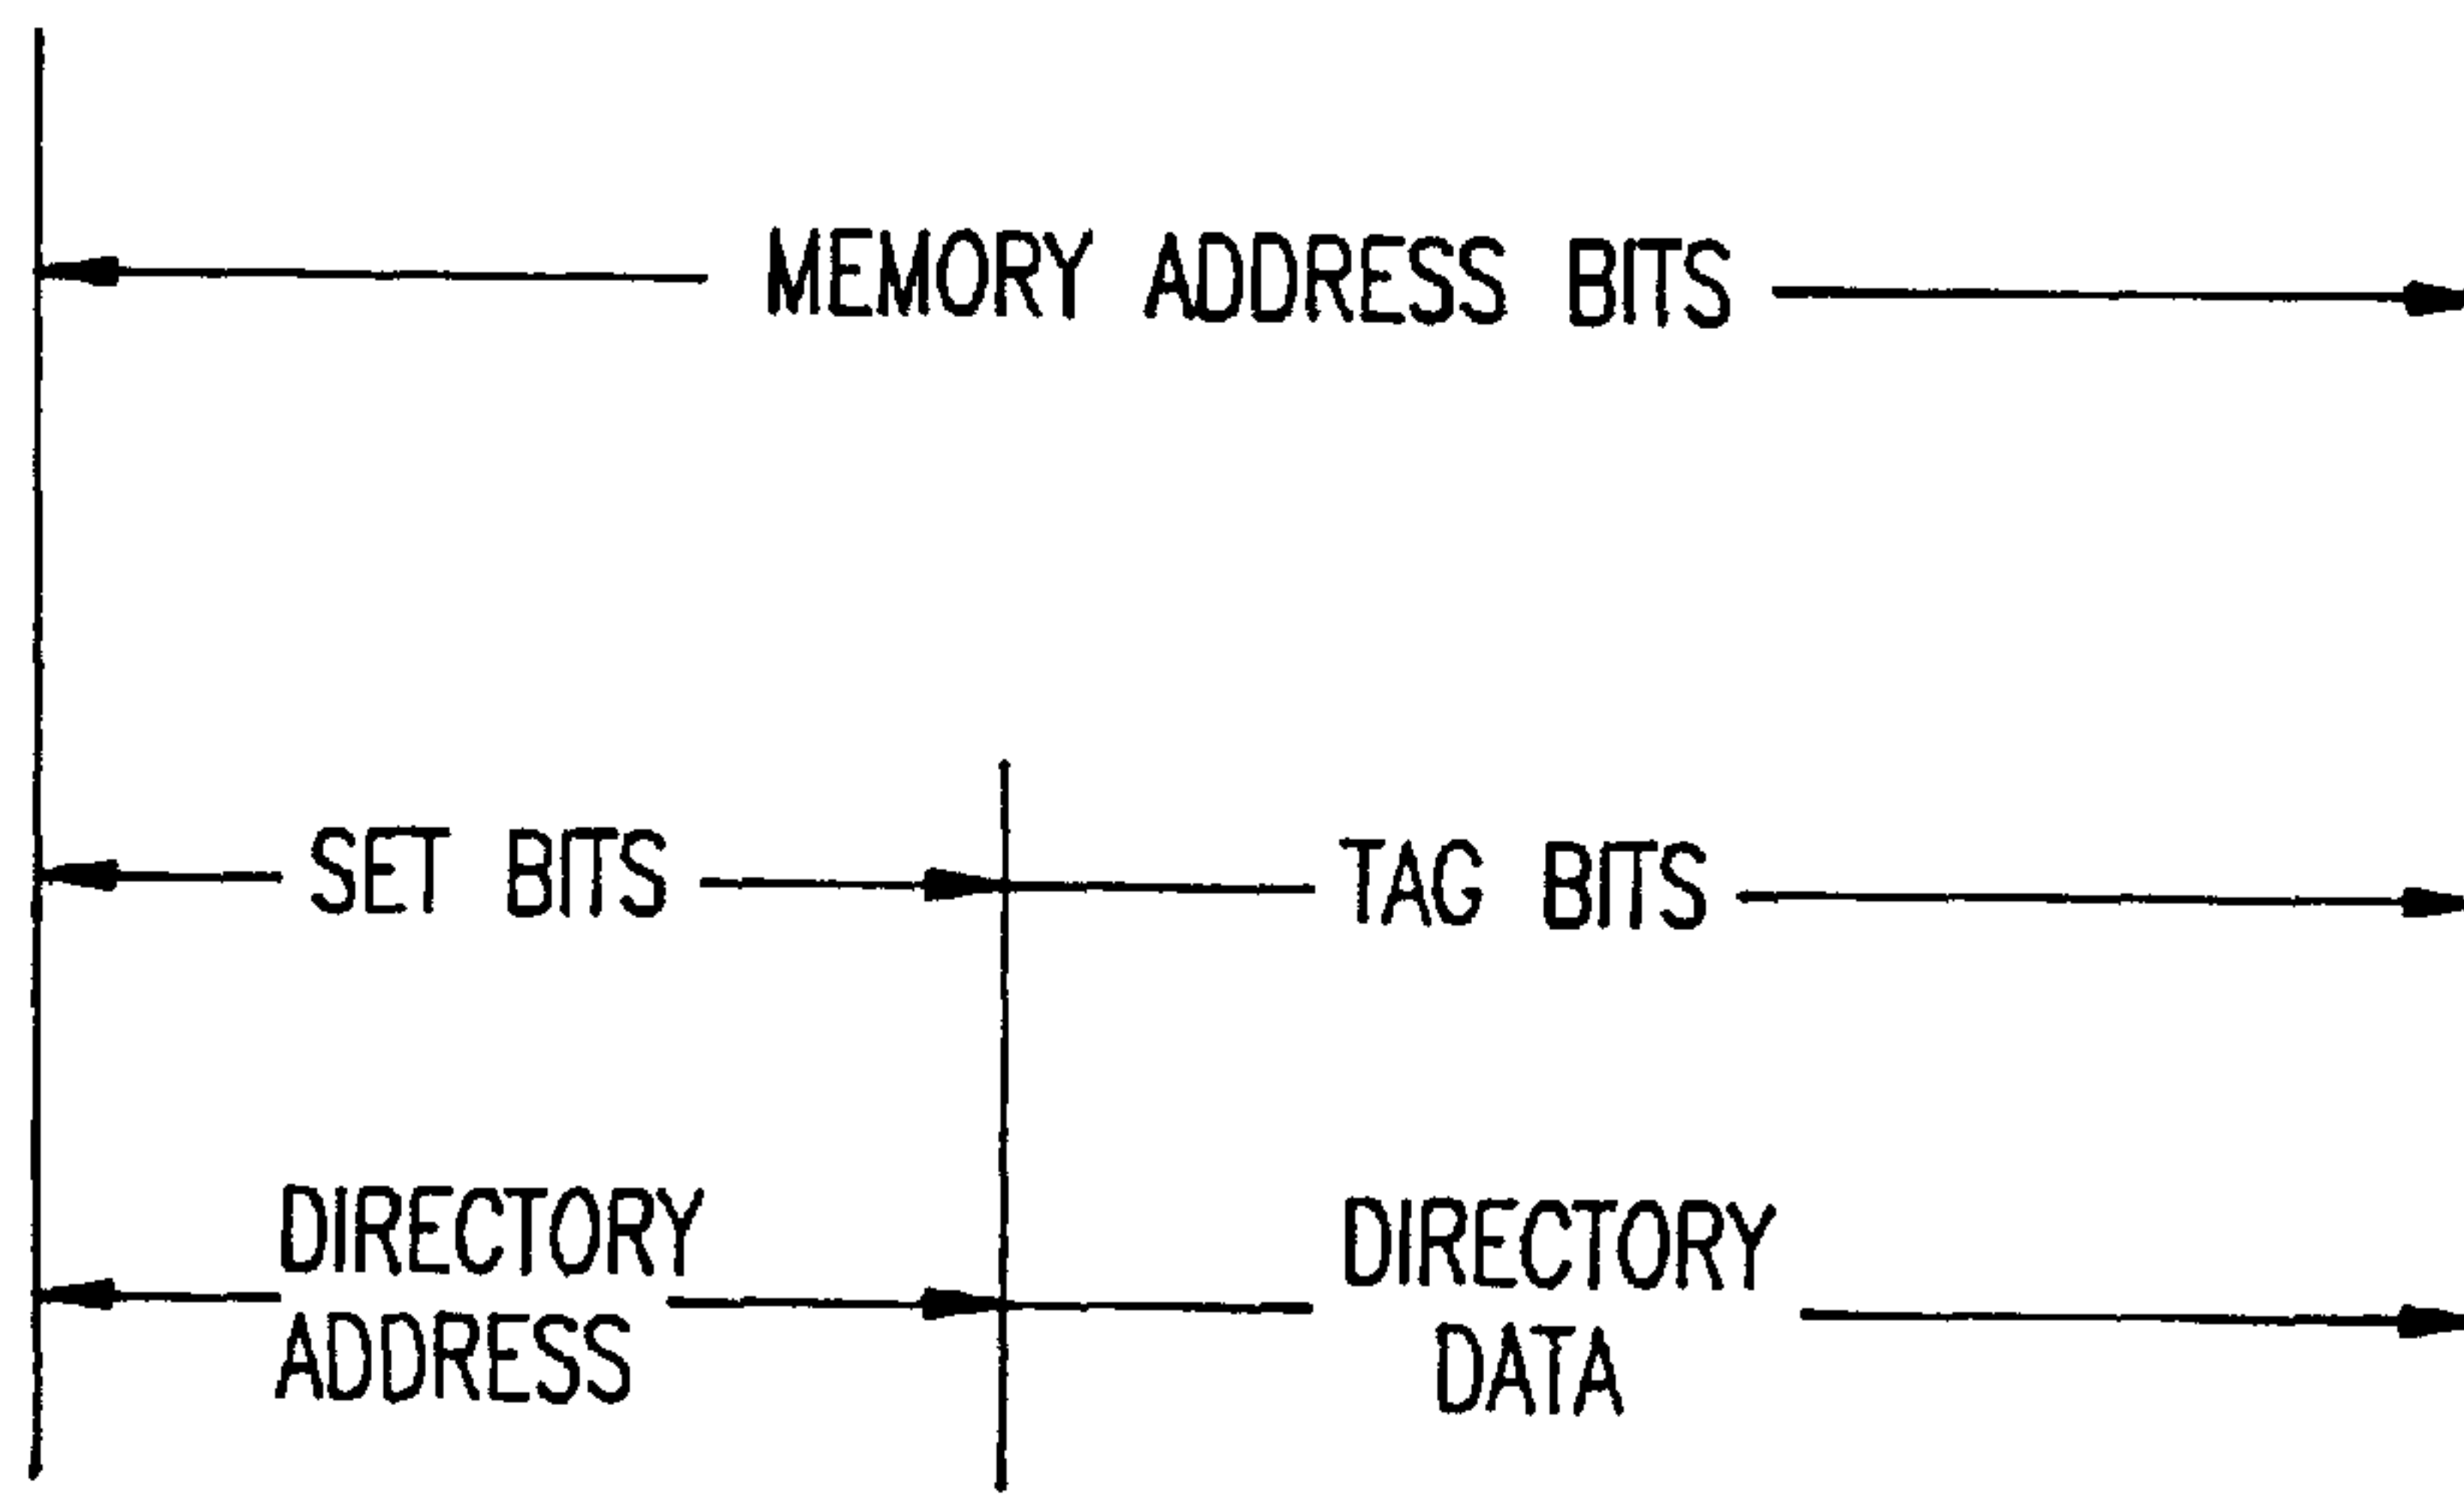 MEMORY ADDRESS BITS
SET BITS
TAG BITS
DIRECTORY
ADDRESS
DIRECTORY
DATA